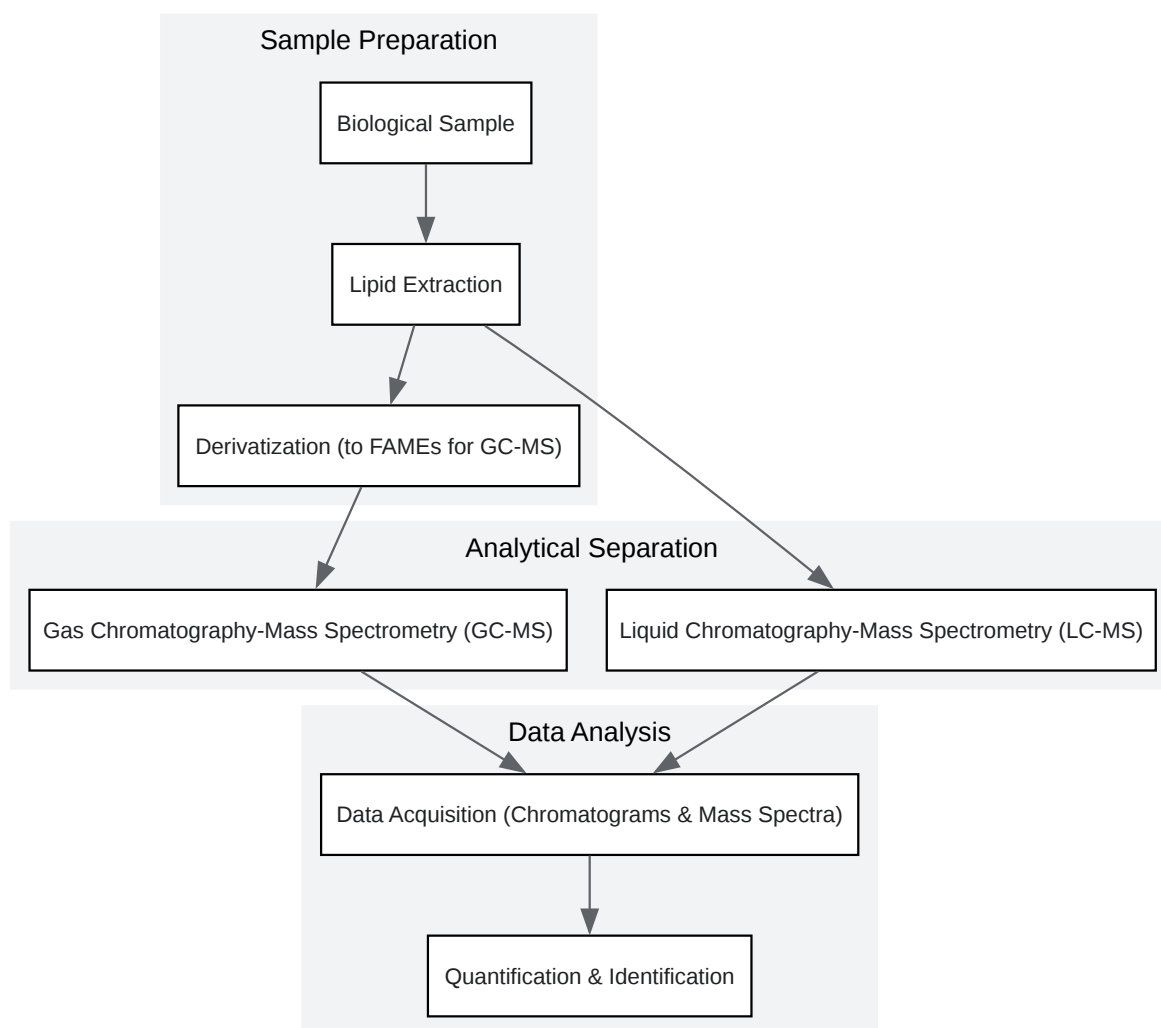 Sample Preparation
Biological Sample
Lipid Extraction
Derivatization (to FAMEs for GC-MS)
Analytical Separation
Gas Chromatography-Mass Spectrometry (GC-MS)
Liquid Chromatography-Mass Spectrometry (LC-MS)
Data Analysis
Data Acquisition (Chromatograms & Mass Spectra)
Quantification & Identification